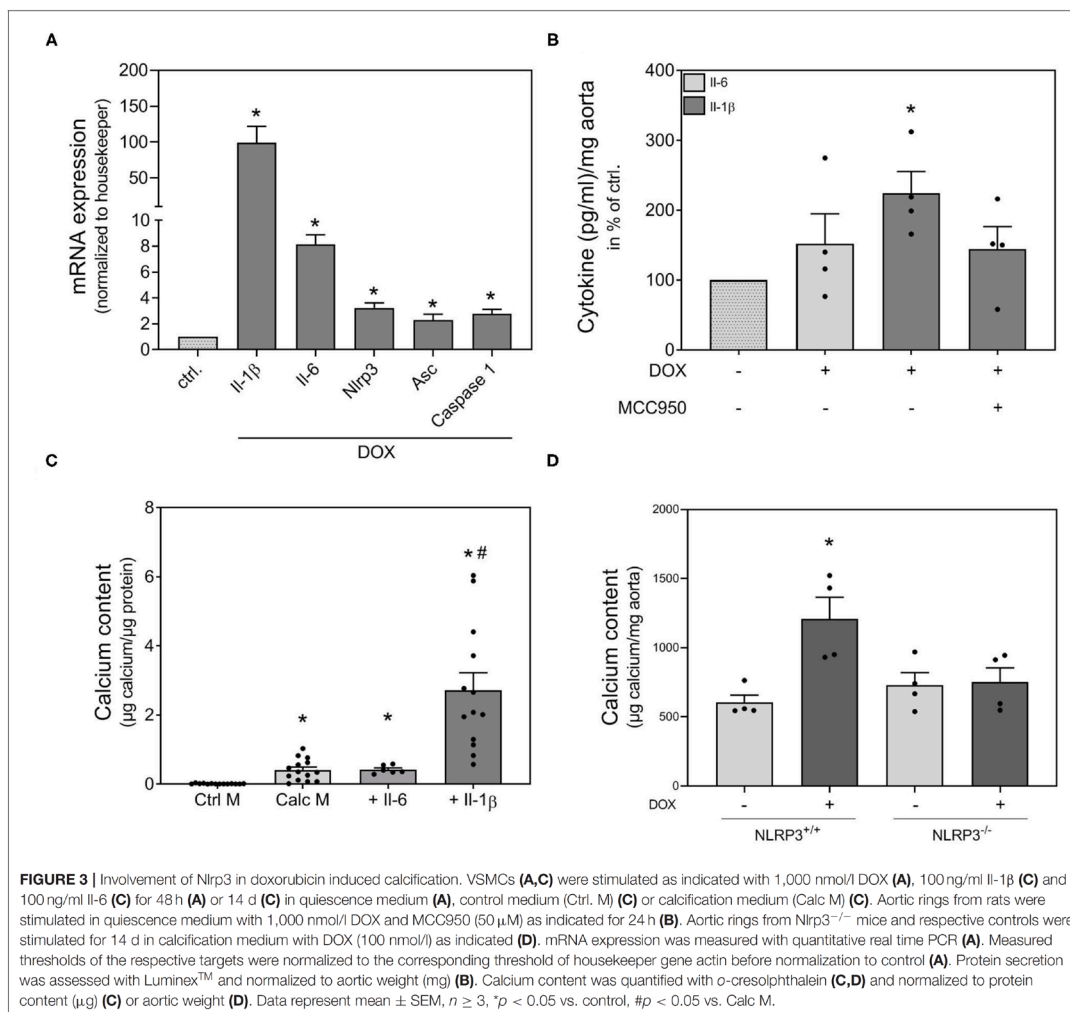 A
mRNA expression
(normalized to housekeeper)
200
150
100
50
10
8
6
4
2
0
*
*
*
*
*
ctrl.
Il-1β
Il-6
Nlrp3
Asc
Caspase 1
DOX
B
Cytokine (pg/ml)/mg aorta
in % of ctrl.
400
300
200
100
0
Il-6
Il-1β
*
DOX - + + +
MCC950 - - - +
C
Calcium content
(µg calcium/µg protein)
8
6
4
2
0
*
*
* #
Ctrl M
Calc M
+ Il-6
+ Il-1β
D
Calcium content
(µg calcium/mg aorta)
2000
1500
1000
500
0
*
DOX - + - +
NLRP3+/+
NLRP3-/-
FIGURE 3 | Involvement of Nlrp3 in doxorubicin induced calcification. VSMCs (A,C) were stimulated as indicated with 1,000 nmol/l DOX (A), 100 ng/ml Il-1β (C) and
100 ng/ml Il-6 (C) for 48 h (A) or 14 d (C) in quiescence medium (A), control medium (Ctrl. M) (C) or calcification medium (Calc M) (C). Aortic rings from rats were
stimulated in quiescence medium with 1,000 nmol/l DOX and MCC950 (50 µM) as indicated for 24 h (B). Aortic rings from Nlrp3−/− mice and respective controls were
stimulated for 14 d in calcification medium with DOX (100 nmol/l) as indicated (D). mRNA expression was measured with quantitative real time PCR (A). Measured
thresholds of the respective targets were normalized to the corresponding threshold of housekeeper gene actin before normalization to control (A). Protein secretion
was assessed with Luminex™ and normalized to aortic weight (mg) (B). Calcium content was quantified with o-cresolphthalein (C,D) and normalized to protein
content (µg) (C) or aortic weight (D). Data represent mean ± SEM, n ≥ 3, *p < 0.05 vs. control, #p < 0.05 vs. Calc M.